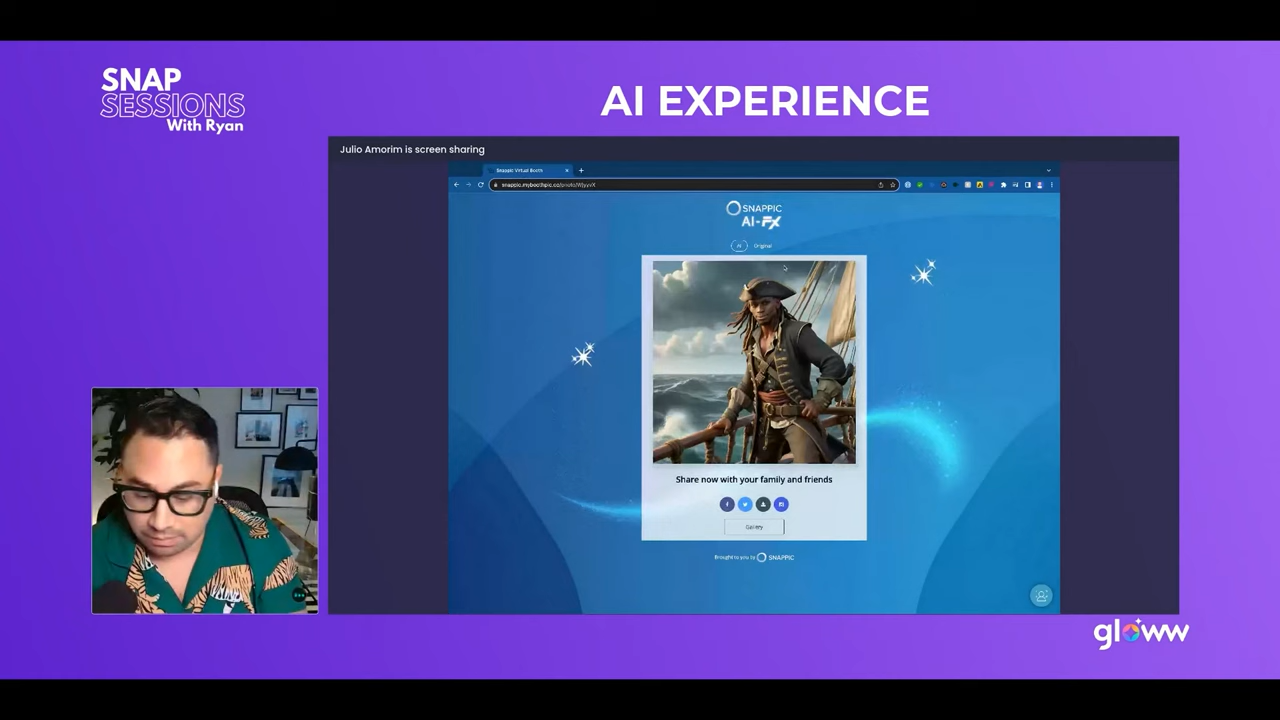 SNAP
SESSIONS
With Ryan
AI EXPERIENCE
Julio Amorim is screen sharing
Snappic Virtual Booth
SNAPPIC
AI-FX
AI
Original
Share now with your family and friends
Gallery
Brought to you by SNAPPIC
gloww